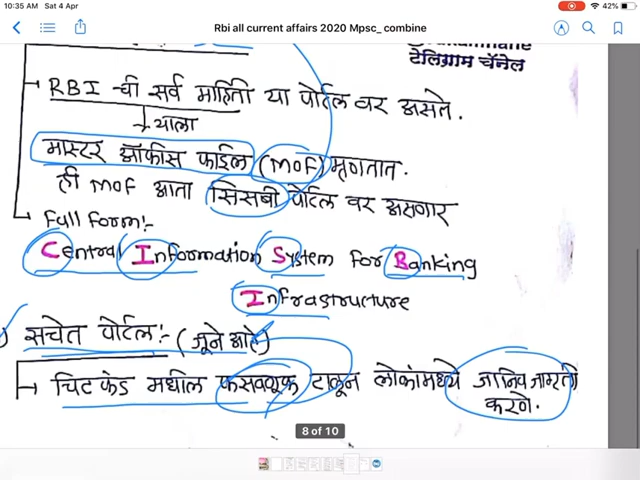 10:35 AM Sat 4 Apr
42%
Rbi all current affairs 2020 Mpsc_ combine
टेलिग्राम चॅनेल
RBI ची सर्व माहिती या पोर्टल वर असते.
याला
मास्टर ऑफीस फाईल (MOF) म्हणतात.
ही MOF आता सिसबी पोर्टल वर असणार
Full form:-
Central Information System for Banking
Infrastructure
सचेत पोर्टल:- (जूने आहे)
चिटफंड मधील फसवणूक टाळून लोकांमध्ये जानिव जागृती
करणे.
8 of 10